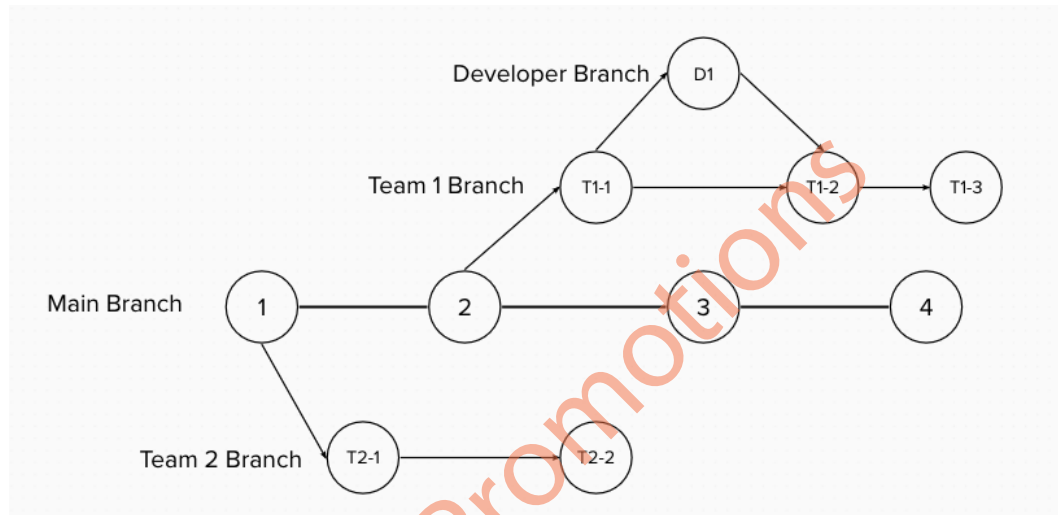 Developer Branch
D1
Team 1 Branch
T1-1
T1-2
T1-3
Main Branch
1
2
3
4
Team 2 Branch
T2-1
T2-2
romotions